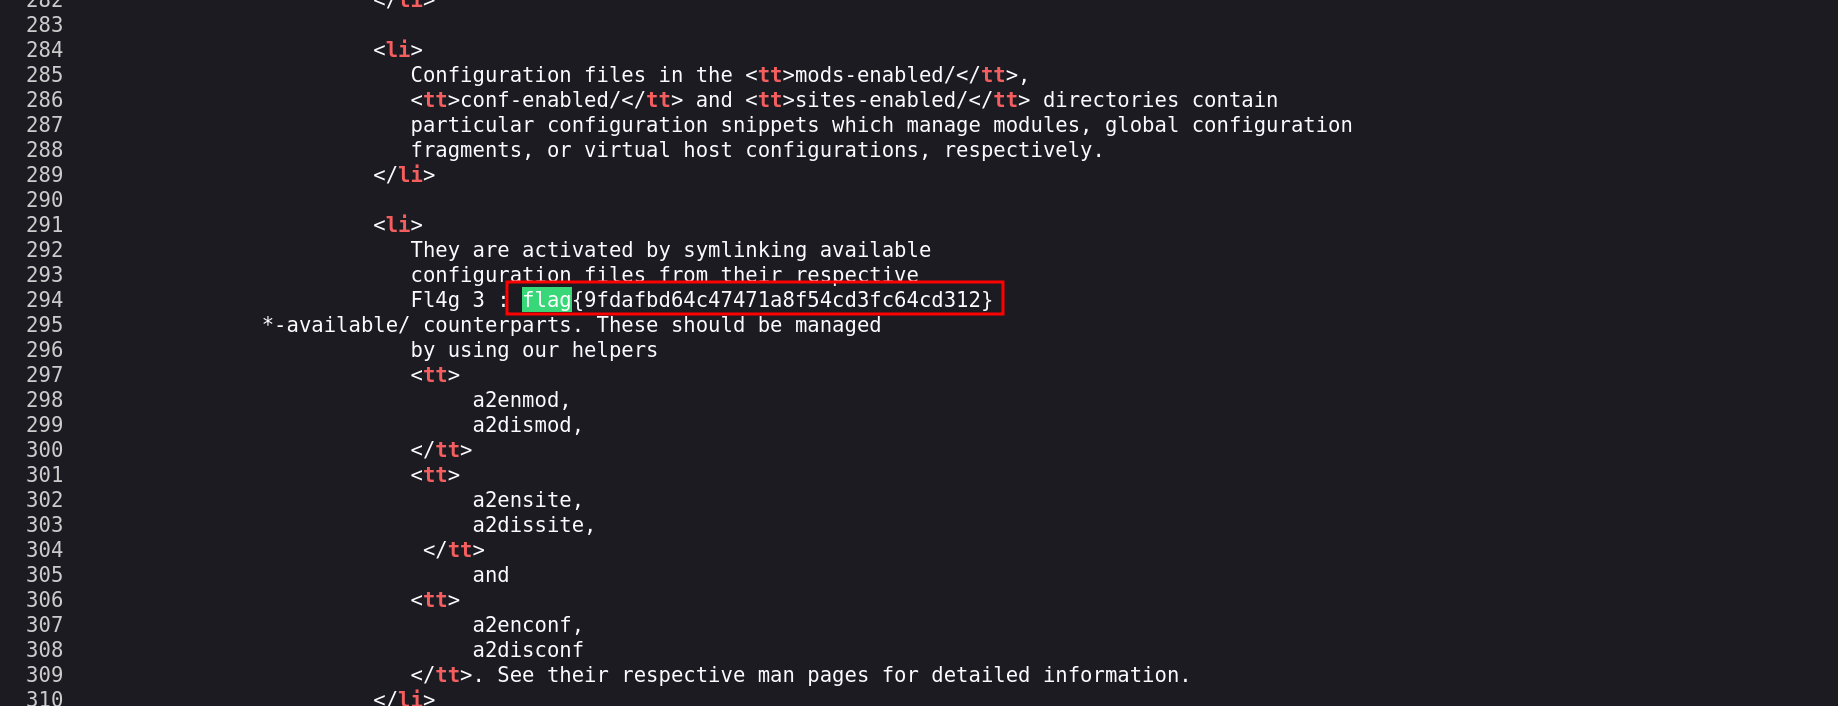 282 </li>
283
284 <li>
285 Configuration files in the <tt>mods-enabled/</tt>,
286 <tt>conf-enabled/</tt> and <tt>sites-enabled/</tt> directories contain
287 particular configuration snippets which manage modules, global configuration
288 fragments, or virtual host configurations, respectively.
289 </li>
290
291 <li>
292 They are activated by symlinking available
293 configuration files from their respective
294 Fl4g 3 : flag{9fdafbd64c47471a8f54cd3fc64cd312}
295 *-available/ counterparts. These should be managed
296 by using our helpers
297 <tt>
298 a2enmod,
299 a2dismod,
300 </tt>
301 <tt>
302 a2ensite,
303 a2dissite,
304 </tt>
305 and
306 <tt>
307 a2enconf,
308 a2disconf
309 </tt>. See their respective man pages for detailed information.
310 </li>